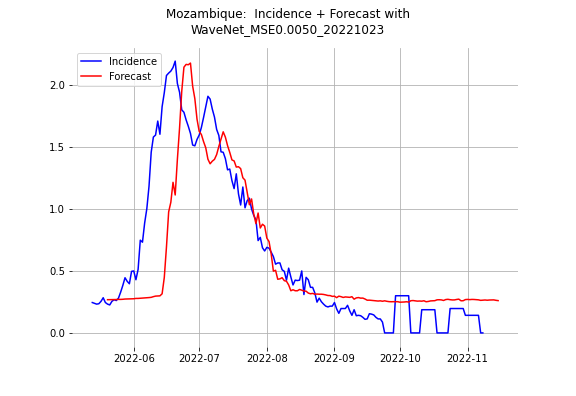 Mozambique:  Incidence + Forecast with
WaveNet_MSE0.0050_20221023
Incidence
Forecast
2.0
1.5
1.0
0.5
0.0
2022-06
2022-07
2022-08
2022-09
2022-10
2022-11